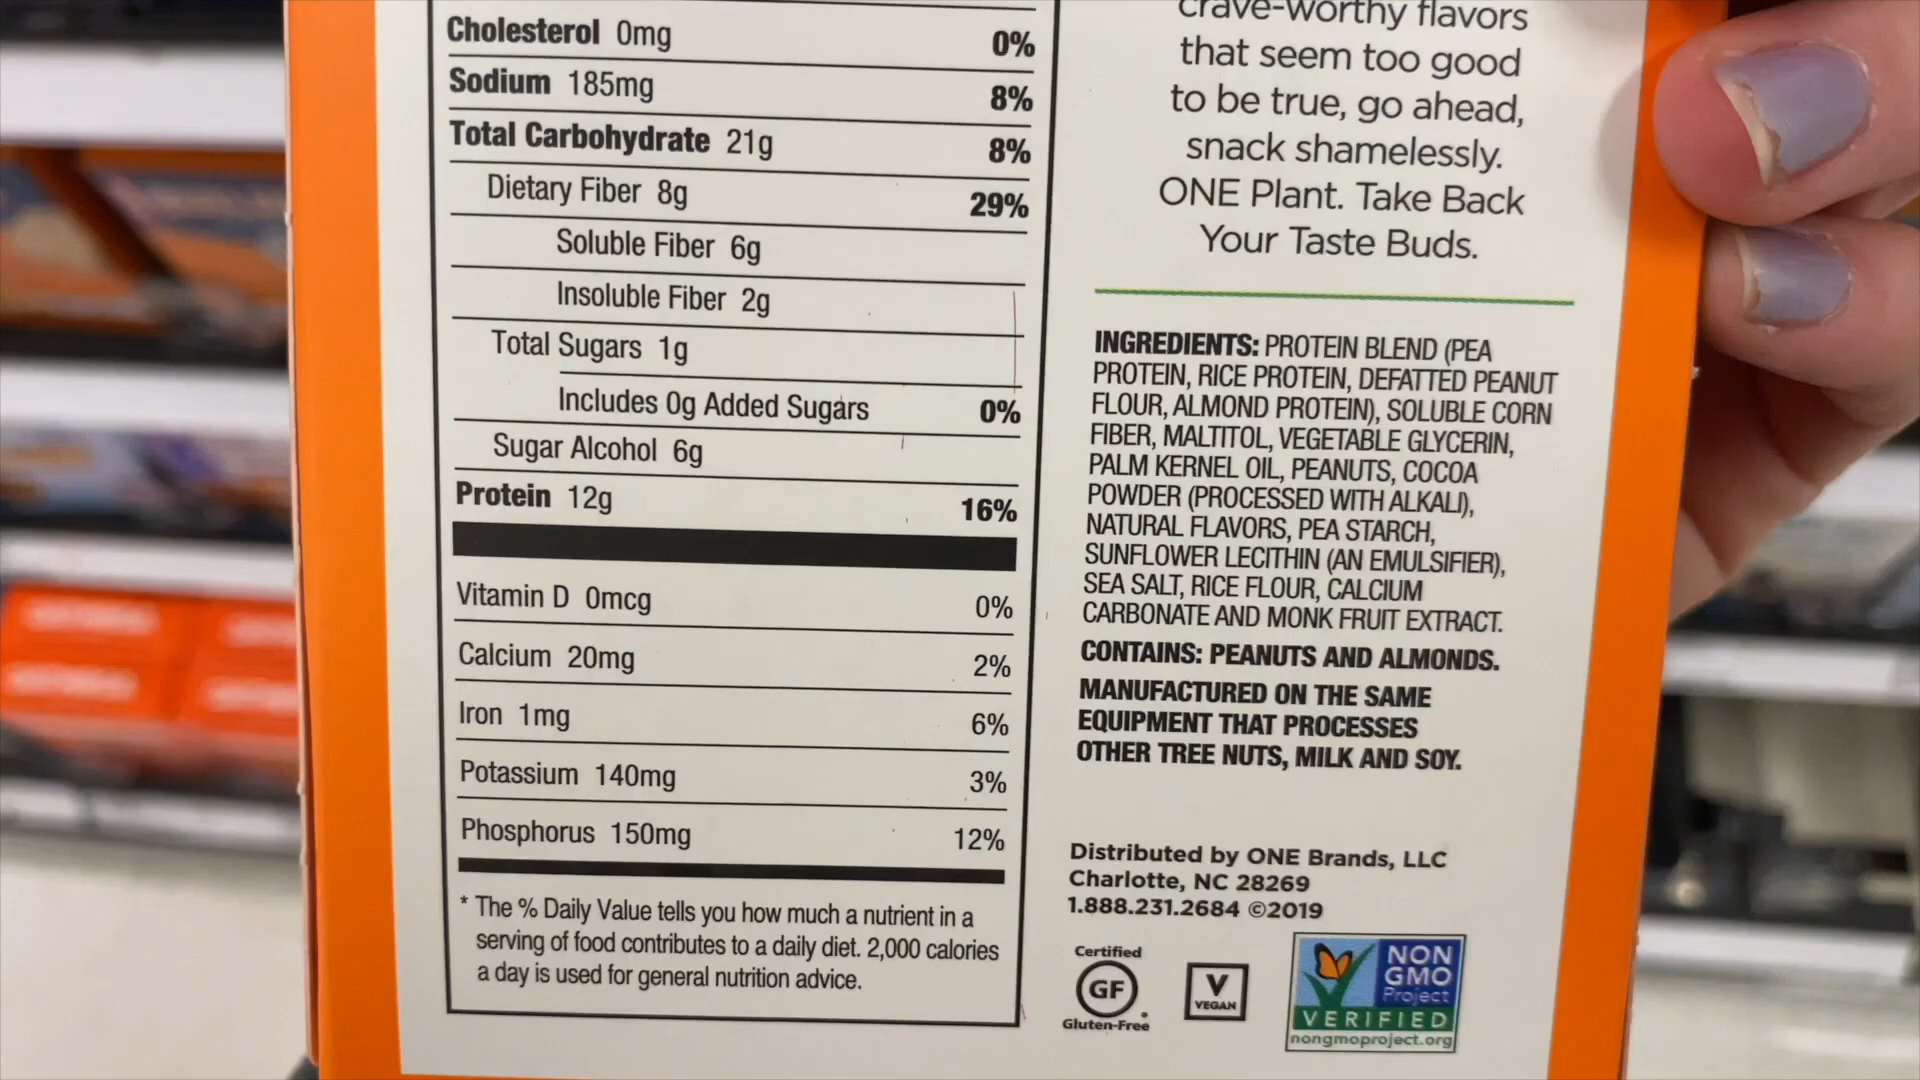 Cholesterol 0mg 0%
Sodium 185mg 8%
Total Carbohydrate 21g 8%
Dietary Fiber 8g 29%
Soluble Fiber 6g
Insoluble Fiber 2g
Total Sugars 1g
Includes 0g Added Sugars 0%
Sugar Alcohol 6g
Protein 12g 16%
Vitamin D 0mcg 0%
Calcium 20mg 2%
Iron 1mg 6%
Potassium 140mg 3%
Phosphorus 150mg 12%
* The % Daily Value tells you how much a nutrient in a
serving of food contributes to a daily diet. 2,000 calories
a day is used for general nutrition advice.
crave-worthy flavors
that seem too good
to be true, go ahead,
snack shamelessly.
ONE Plant. Take Back
Your Taste Buds.
INGREDIENTS: PROTEIN BLEND (PEA
PROTEIN, RICE PROTEIN, DEFATTED PEANUT
FLOUR, ALMOND PROTEIN), SOLUBLE CORN
FIBER, MALTITOL, VEGETABLE GLYCERIN,
PALM KERNEL OIL, PEANUTS, COCOA
POWDER (PROCESSED WITH ALKALI),
NATURAL FLAVORS, PEA STARCH,
SUNFLOWER LECITHIN (AN EMULSIFIER),
SEA SALT, RICE FLOUR, CALCIUM
CARBONATE AND MONK FRUIT EXTRACT.
CONTAINS: PEANUTS AND ALMONDS.
MANUFACTURED ON THE SAME
EQUIPMENT THAT PROCESSES
OTHER TREE NUTS, MILK AND SOY.
Distributed by ONE Brands, LLC
Charlotte, NC 28269
1.888.231.2684 ©2019
Certified
GF
Gluten-Free
V
VEGAN
NON
GMO
Project
VERIFIED
nongmoproject.org